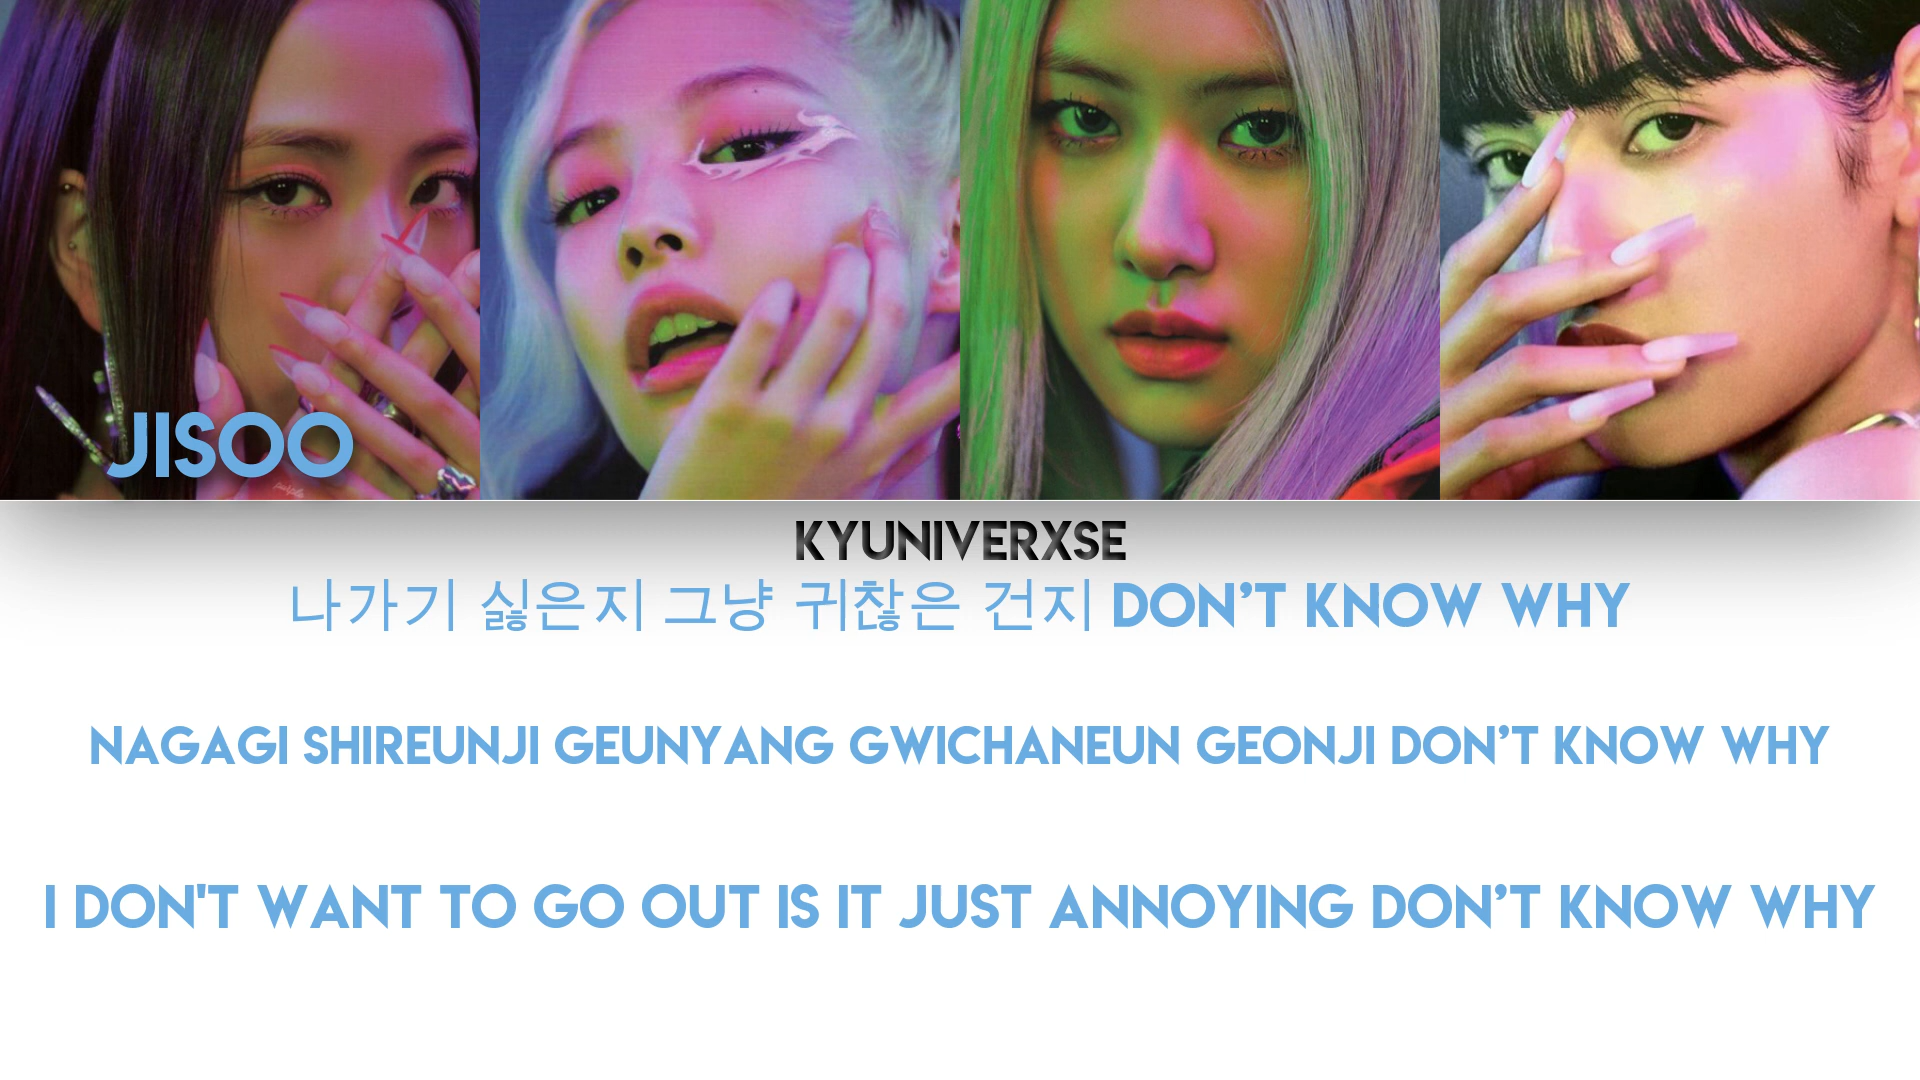 JISOO
KYUNIVERXSE
나가기 싫은지 그냥 귀찮은 건지 DON’T KNOW WHY
NAGAGI SHIREUNJI GEUNYANG GWICHANEUN GEONJI DON’T KNOW WHY
I DON'T WANT TO GO OUT IS IT JUST ANNOYING DON’T KNOW WHY